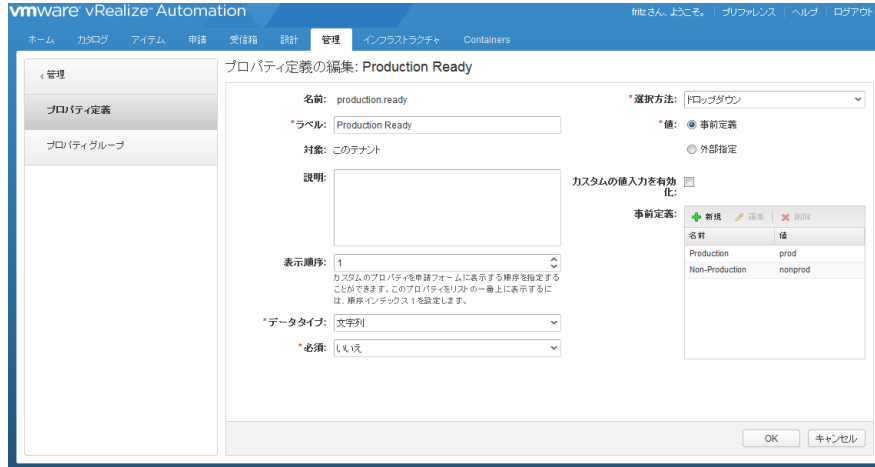 vmware vRealize Automation
fritzさん、ようこそ。 | プリファレンス | ヘルプ | ログアウト
ホーム カタログ アイテム 申請 受信箱 設計 管理 インフラストラクチャ Containers
‹ 管理
プロパティ定義
プロパティグループ
プロパティ定義の編集: Production Ready
名前: production.ready
*ラベル: Production Ready
対象: このテナント
説明:
表示順序: 1
カスタムのプロパティを申請フォームに表示する順序を指定する
ことができます。このプロパティをリストの一番上に表示するに
は、順序インデックス 1 を設定します。
*データタイプ: 文字列
*必須: いいえ
*選択方法: ドロップダウン
*値: 事前定義
外部指定
カスタムの値入力を有効
化:
事前定義: 新規 編集 削除
名前 値
Production prod
Non-Production nonprod
OK キャンセル